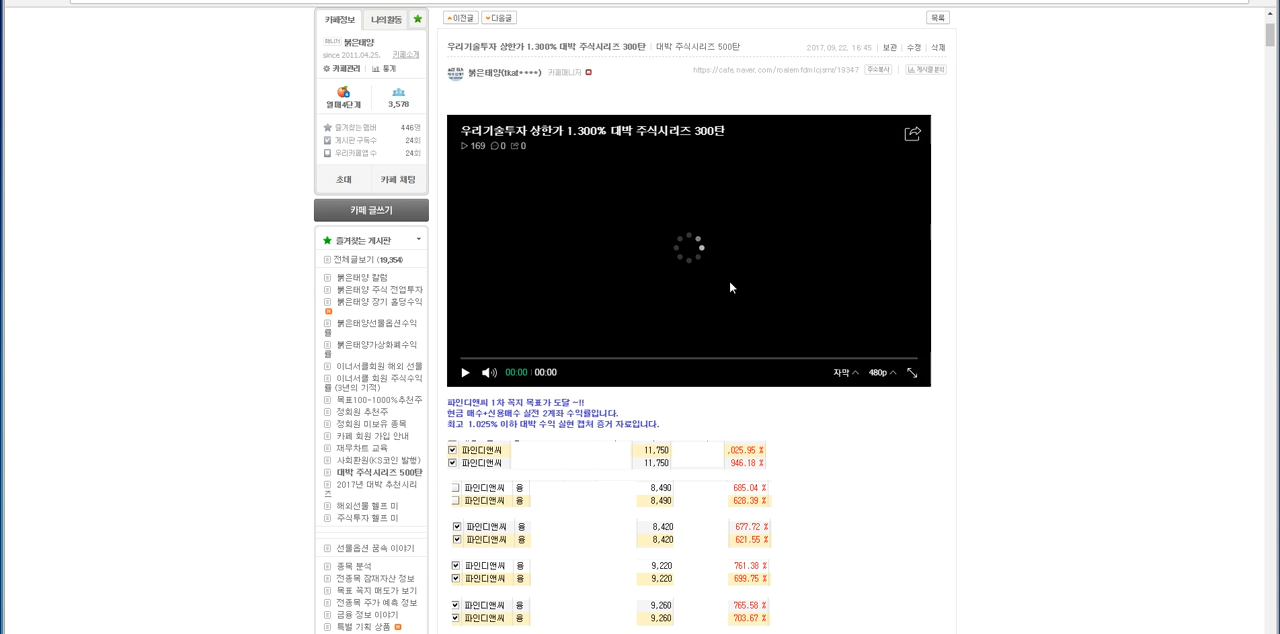 카페정보 나의활동
매니저 붉은태양
since 2011.04.25. 카페소개
카페관리 통계
열매4단계 3,578
즐겨찾는 멤버 446명
게시판 구독수 24회
우리카페앱 수 24회
초대 카페 채팅
카페 글쓰기
즐겨찾는 게시판
전체글보기 (19,354)
붉은태양 칼럼
붉은태양 주식 전업투자
붉은태양 장기 홀딩수익
붉은태양선물옵션수익
률
붉은태양가상화폐수익
률
이너서클회원 해외 선물
이너서클 회원 주식수익
률 (3년의 기적)
목표100-1000%추천주
정회원 추천주
정회원 미보유 종목
카페 회원 가입 안내
재무차트 교육
사회환원(KS코인 발행)
대박 주식시리즈 500탄
2017년 대박 추천시리
즈
해외선물 헬프 미
주식투자 헬프 미
선물옵션 꿈속 이야기
종목 분석
전종목 잠재자산 정보
목표 꼭지 매도가 보기
전종목 주가 예측 정보
금융 정보 이야기
특별 기획 상품
이전글 다음글 목록
우리기술투자 상한가 1.300% 대박 주식시리즈 300탄 | 대박 주식시리즈 500탄 2017.09.22. 16:45 | 보관 | 수정 | 삭제
붉은태양(tkat****) 카페매니저 주소복사 | 게시글 분석
우리기술투자 상한가 1.300% 대박 주식시리즈 300탄
169 0 0
00:00 | 00:00 자막 480p
파인디앤씨 1차 꼭지 목표가 도달 ~!!
현금 매수+신용매수 실전 2계좌 수익률입니다.
최고 1.025% 이하 대박 수익 실현 캡쳐 증거 자료입니다.
파인디앤씨 11,750 ,025.95 %
파인디앤씨 11,750 946.18 %
파인디앤씨 융 8,490 685.04 %
파인디앤씨 융 8,490 628.39 %
파인디앤씨 융 8,420 677.72 %
파인디앤씨 융 8,420 621.55 %
파인디앤씨 융 9,220 761.38 %
파인디앤씨 융 9,220 699.75 %
파인디앤씨 융 9,260 765.58 %
파인디앤씨 융 9,260 703.67 %